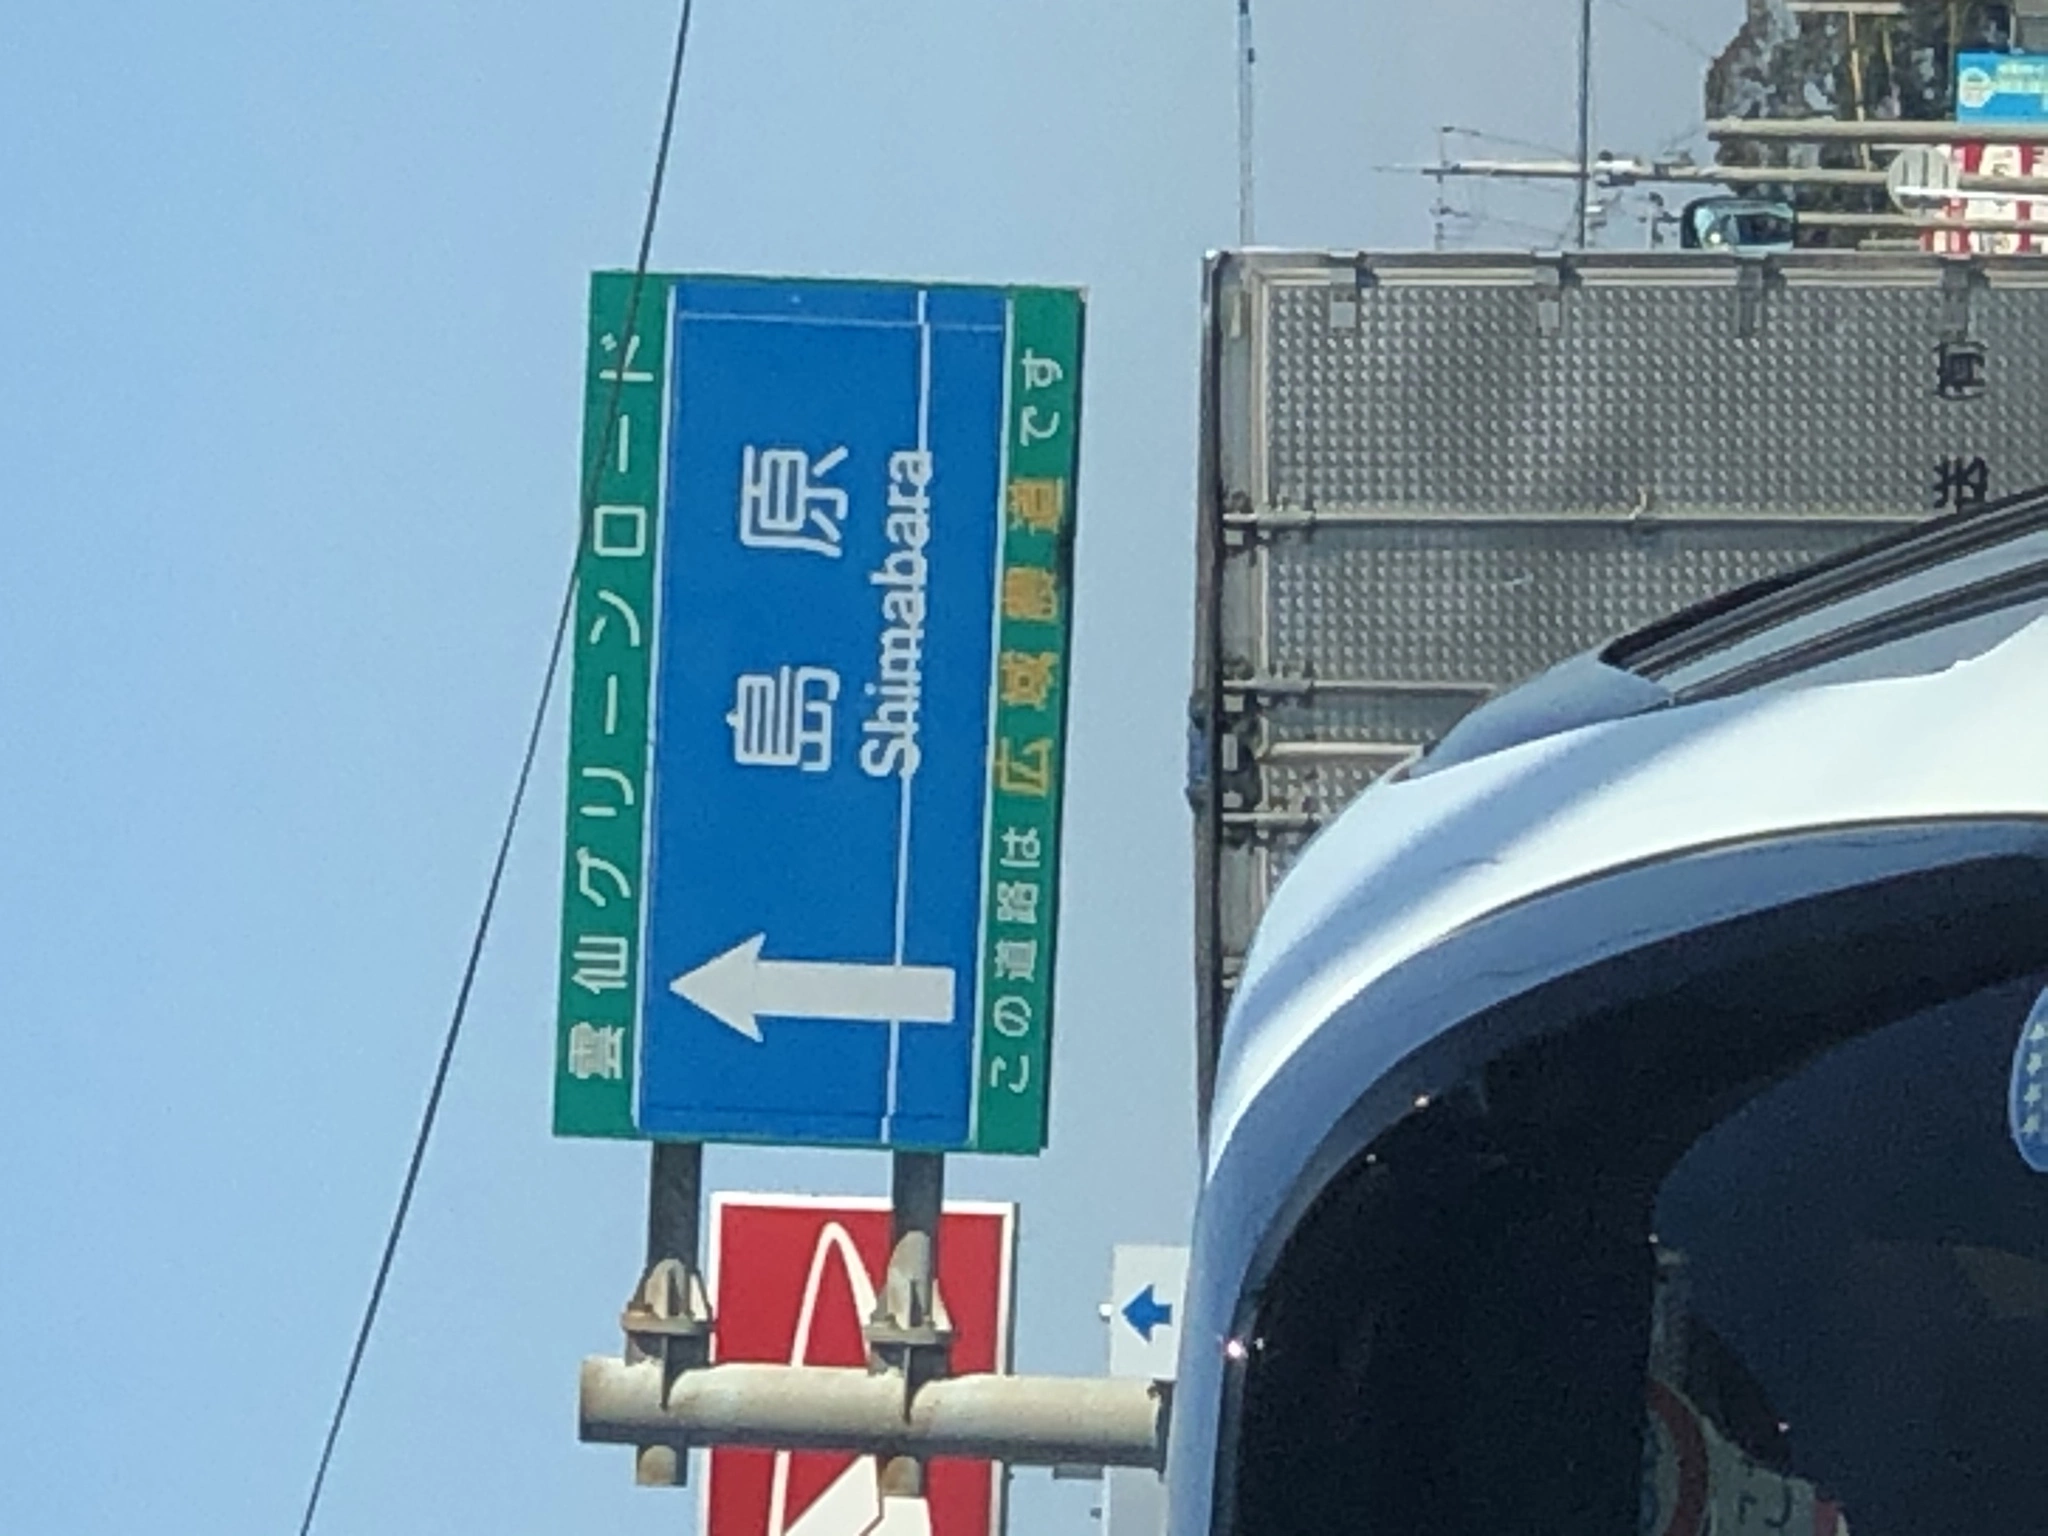 雲仙グリーンロード
島原
Shimabara
この道路は広域農道です